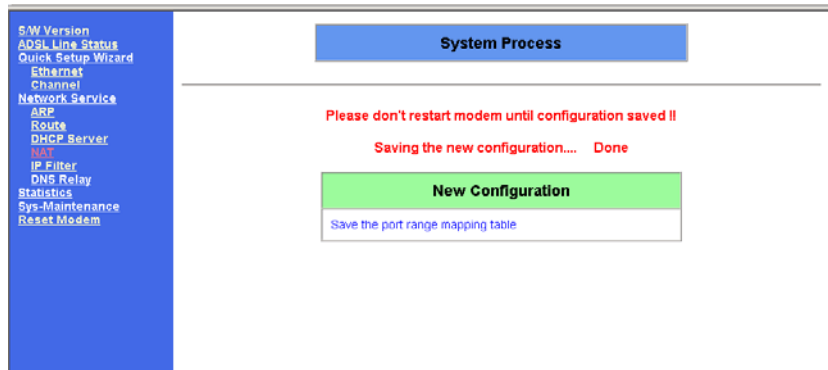 S/W Version
ADSL Line Status
Quick Setup Wizard
Ethernet
Channel
Network Service
ARP
Route
DHCP Server
NAT
IP Filter
DNS Relay
Statistics
Sys-Maintenance
Reset Modem
System Process
Please don't restart modem until configuration saved !!
Saving the new configuration.... Done
New Configuration
Save the port range mapping table